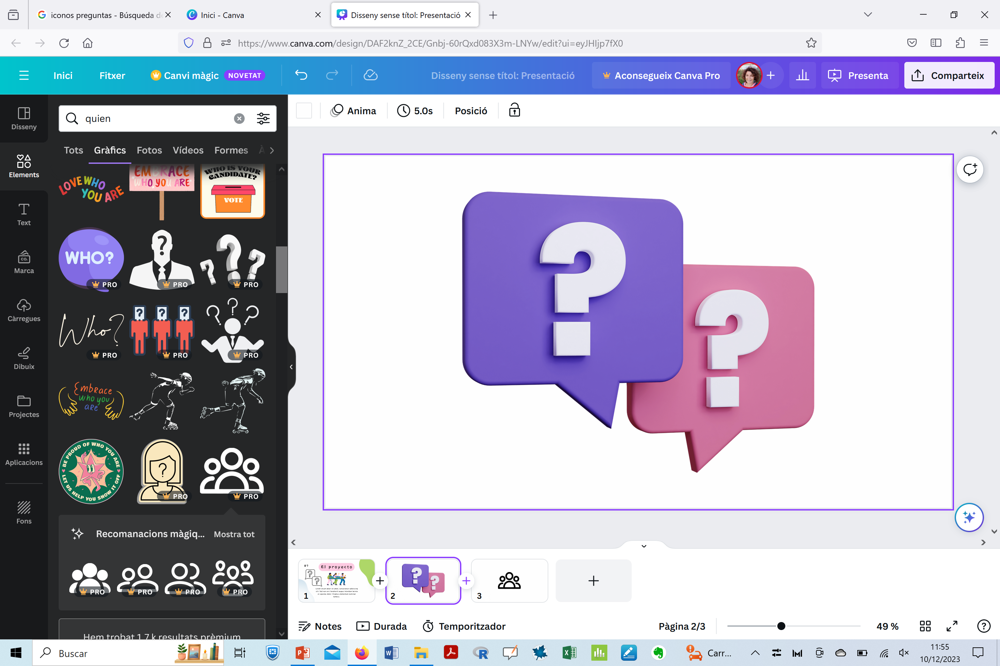 iconos preguntas - Búsqueda de
Inici - Canva
Disseny sense títol: Presentació
https://www.canva.com/design/DAF2knZ_2CE/Gnbj-60rQxd083X3m-LNYw/edit?ui=eyJHIjp7fX0
Inici
Fitxer
Canvi màgic
NOVETAT
Disseny sense títol: Presentació
Aconsegueix Canva Pro
Presenta
Comparteix
Disseny
Elements
Text
Marca
CO.
Càrregues
Dibuix
Projectes
Aplicacions
Fons
quien
Tots
Gràfics
Fotos
Vídeos
Formes
À
Anima
5.0s
Posició
LOVE WHO
YOU ARE
EMBRACE
WHO YOU ARE
WHO IS YOUR
CANDIDATE?
VOTE
WHO?
PRO
?
PRO
???
PRO
Who?
PRO
? ? ?
PRO
? ? ?
PRO
Embrace
who you
are
BE PROUD OF WHO YOU ARE
LET US HELP YOU SHOW IT OFF
?
PRO
PRO
Recomanacions màgiq...
Mostra tot
PRO
PRO
PRO
PRO
Hem trobat 1,7 k resultats prèmium
?
?
El proyecto
? ?
1
? ?
2
3
Notes
Durada
Temporitzador
Pàgina 2/3
49 %
?
Buscar
Carr...
11:55
10/12/2023